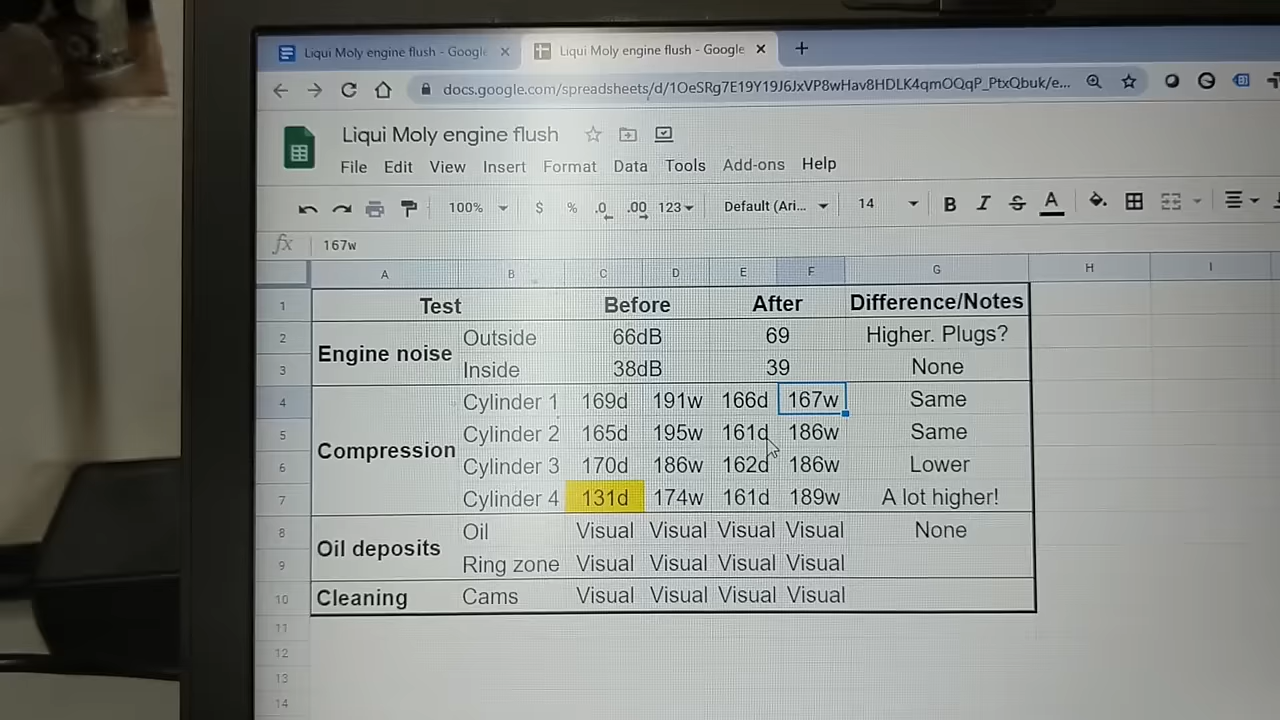 Liqui Moly engine flush - Google
Liqui Moly engine flush - Google
docs.google.com/spreadsheets/d/1OeSRg7E19Y19J6JxVP8wHav8HDLK4qmOQqP_PtxQbuk/e...
Liqui Moly engine flush
File Edit View Insert Format Data Tools Add-ons Help
100% $ % .0 .00 123 Default (Ari... 14 B I S A
fx 167w
A B C D E F G H I
1 Test Before After Difference/Notes
2 Engine noise Outside 66dB 69 Higher. Plugs?
3 Inside 38dB 39 None
4 Compression Cylinder 1 169d 191w 166d 167w Same
5 Cylinder 2 165d 195w 161d 186w Same
6 Cylinder 3 170d 186w 162d 186w Lower
7 Cylinder 4 131d 174w 161d 189w A lot higher!
8 Oil deposits Oil Visual Visual Visual Visual None
9 Ring zone Visual Visual Visual Visual
10 Cleaning Cams Visual Visual Visual Visual
11
12
13
14